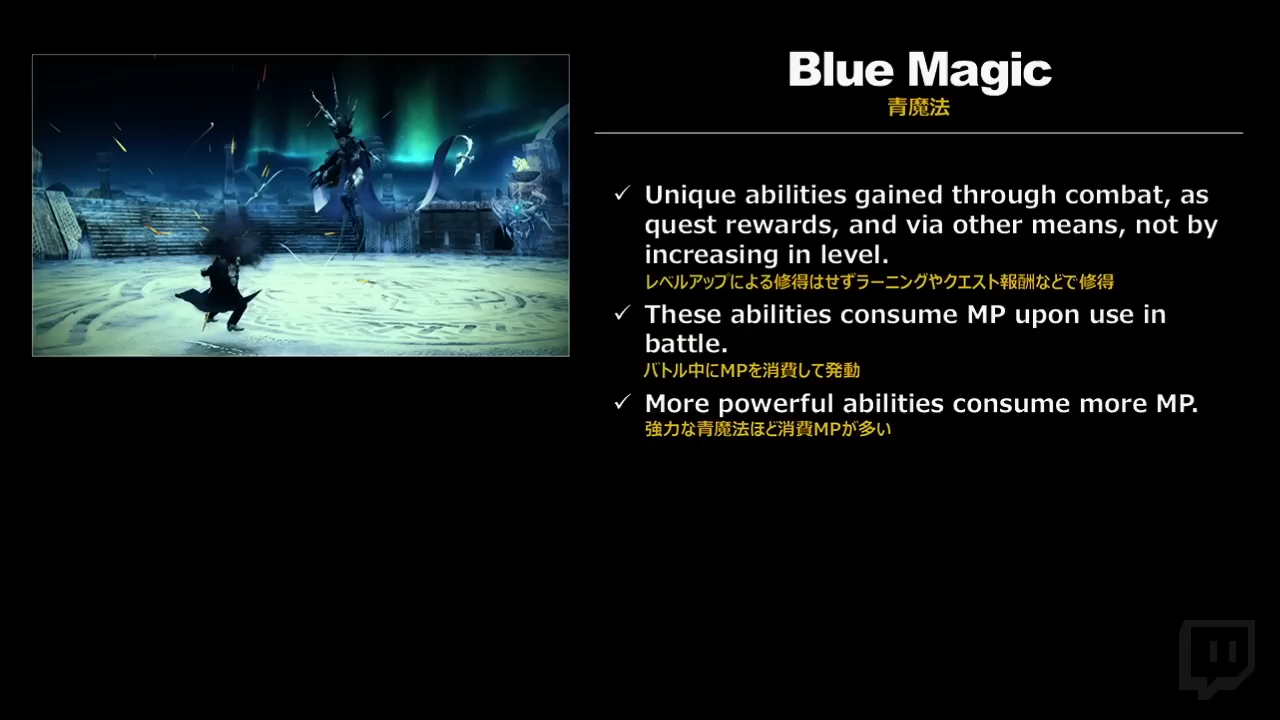 Blue Magic
青魔法
✓ Unique abilities gained through combat, as
quest rewards, and via other means, not by
increasing in level.
レベルアップによる修得はせずラーニングやクエスト報酬などで修得
✓ These abilities consume MP upon use in
battle.
バトル中にMPを消費して発動
✓ More powerful abilities consume more MP.
強力な青魔法ほど消費MPが多い